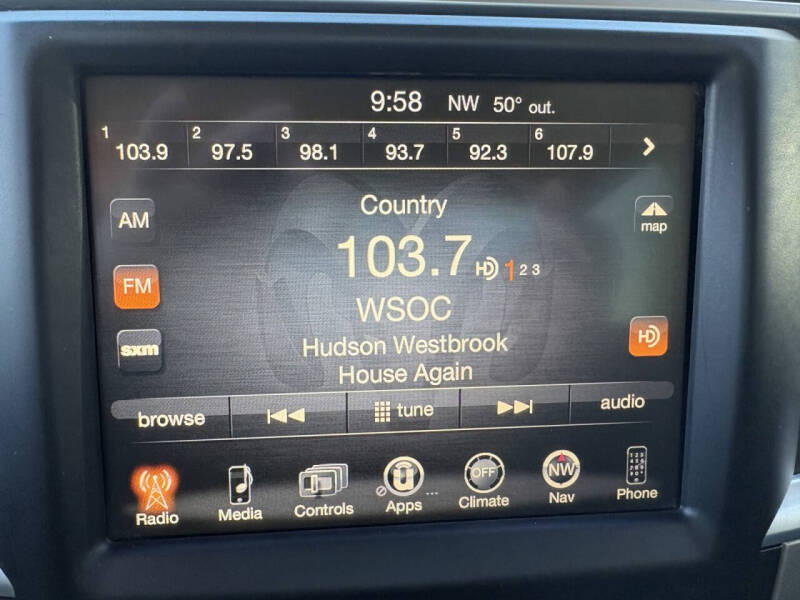 9:58 NW 50° out.
1 103.9 2 97.5 3 98.1 4 93.7 5 92.3 6 107.9
AM
Country
map
FM
103.7 HD 1 2 3
WSOC
HD
sxm
Hudson Westbrook
House Again
browse tune audio
OFF NW
Radio Media Controls Apps Climate Nav Phone